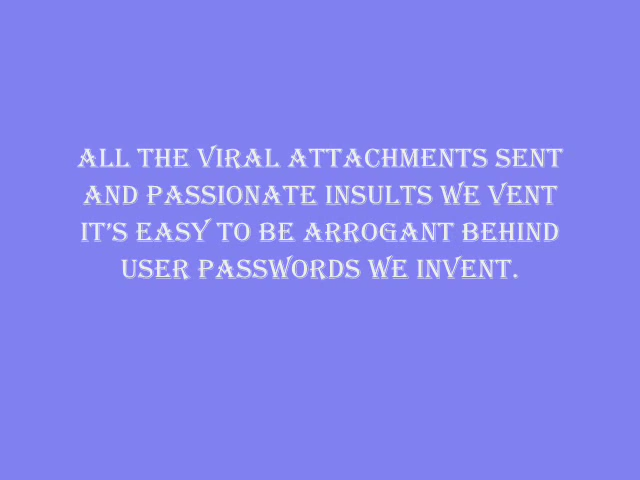 ALL THE VIRAL ATTACHMENTS SENT
AND PASSIONATE INSULTS WE VENT
IT'S EASY TO BE ARROGANT BEHIND
USER PASSWORDS WE INVENT.